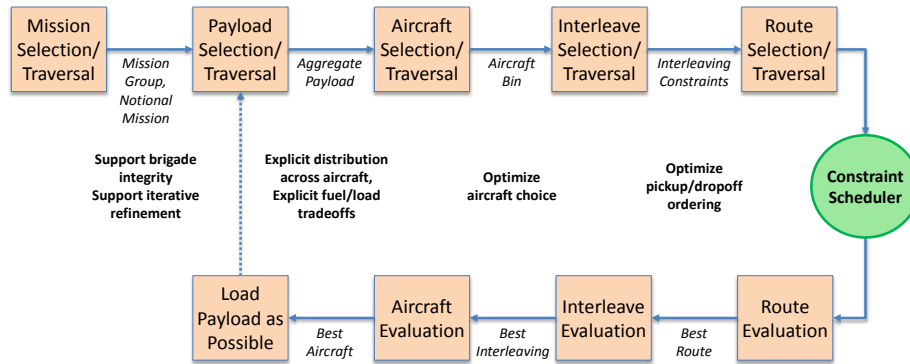 Mission
Selection/
Traversal
Mission
Group,
Notional
Mission
Payload
Selection/
Traversal
Aggregate
Payload
Aircraft
Selection/
Traversal
Aircraft
Bin
Interleave
Selection/
Traversal
Interleaving
Constraints
Route
Selection/
Traversal
Support brigade
integrity
Support iterative
refinement
Explicit distribution
across aircraft,
Explicit fuel/load
tradeoffs
Optimize
aircraft choice
Optimize
pickup/dropoff
ordering
Constraint
Scheduler
Load
Payload as
Possible
Best
Aircraft
Aircraft
Evaluation
Best
Interleaving
Interleave
Evaluation
Best
Route
Route
Evaluation